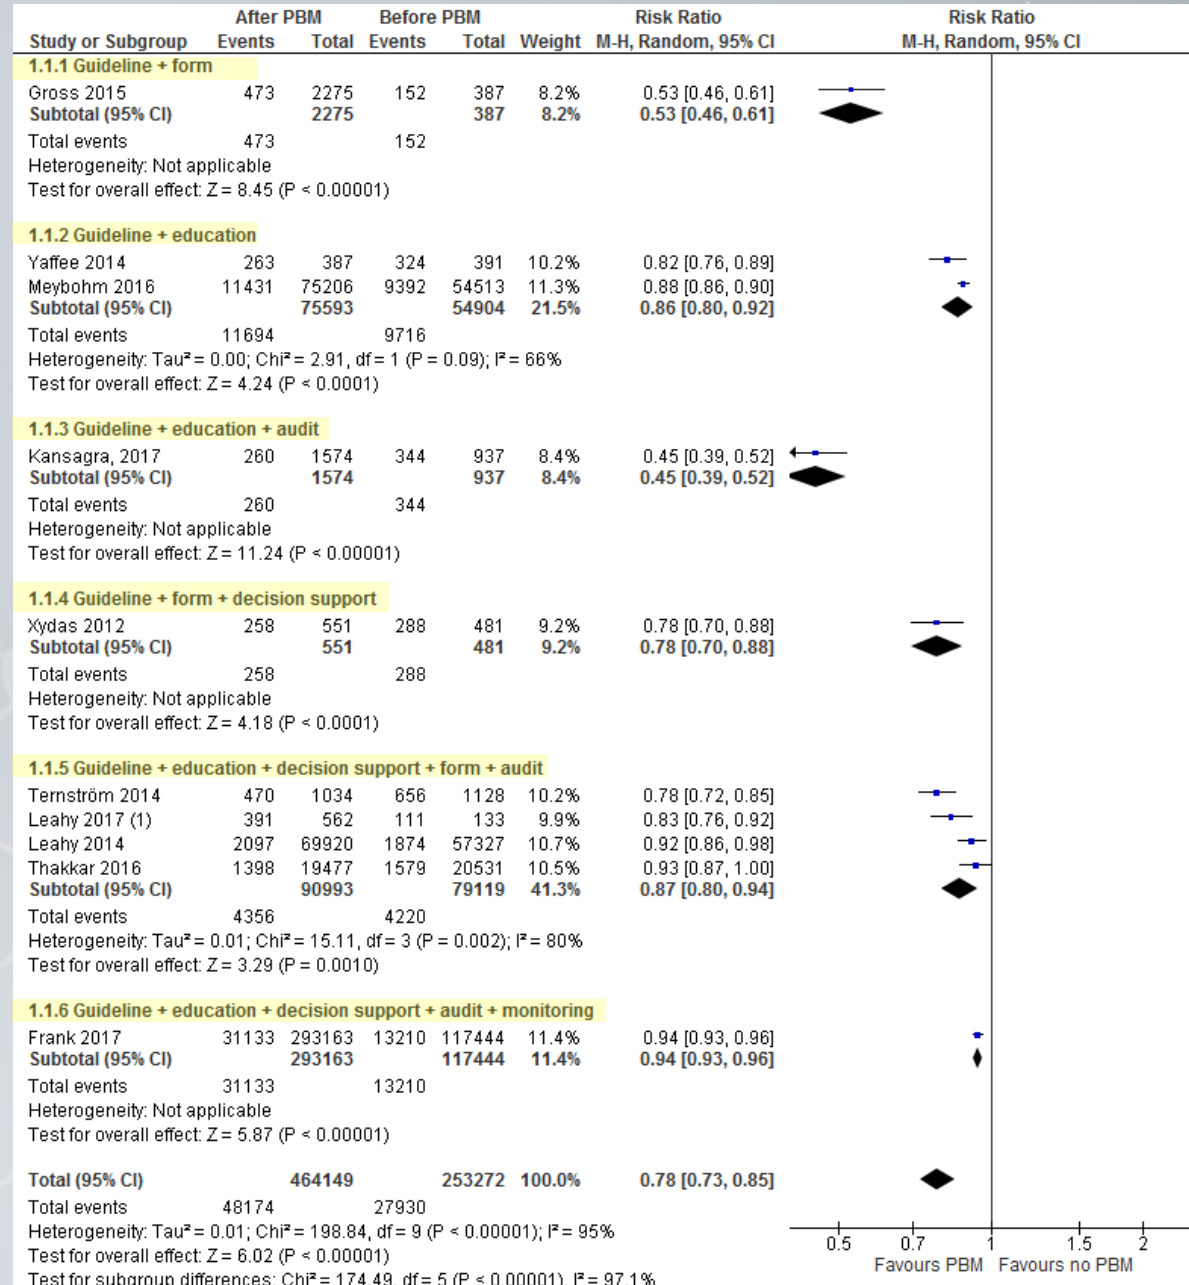 After PBM Before PBM Risk Ratio Risk Ratio
Study or Subgroup Events Total Events Total Weight M-H, Random, 95% CI M-H, Random, 95% CI
1.1.1 Guideline + form
Gross 2015 473 2275 152 387 8.2% 0.53 [0.46, 0.61]
Subtotal (95% CI) 2275 387 8.2% 0.53 [0.46, 0.61]
Total events 473 152
Heterogeneity: Not applicable
Test for overall effect: Z = 8.45 (P < 0.00001)
1.1.2 Guideline + education
Yaffee 2014 263 387 324 391 10.2% 0.82 [0.76, 0.89]
Meybohm 2016 11431 75206 9392 54513 11.3% 0.88 [0.86, 0.90]
Subtotal (95% CI) 75593 54904 21.5% 0.86 [0.80, 0.92]
Total events 11694 9716
Heterogeneity: Tau² = 0.00; Chi² = 2.91, df = 1 (P = 0.09); I² = 66%
Test for overall effect: Z = 4.24 (P < 0.0001)
1.1.3 Guideline + education + audit
Kansagra, 2017 260 1574 344 937 8.4% 0.45 [0.39, 0.52]
Subtotal (95% CI) 1574 937 8.4% 0.45 [0.39, 0.52]
Total events 260 344
Heterogeneity: Not applicable
Test for overall effect: Z = 11.24 (P < 0.00001)
1.1.4 Guideline + form + decision support
Xydas 2012 258 551 288 481 9.2% 0.78 [0.70, 0.88]
Subtotal (95% CI) 551 481 9.2% 0.78 [0.70, 0.88]
Total events 258 288
Heterogeneity: Not applicable
Test for overall effect: Z = 4.18 (P < 0.0001)
1.1.5 Guideline + education + decision support + form + audit
Ternström 2014 470 1034 656 1128 10.2% 0.78 [0.72, 0.85]
Leahy 2017 (1) 391 562 111 133 9.9% 0.83 [0.76, 0.92]
Leahy 2014 2097 69920 1874 57327 10.7% 0.92 [0.86, 0.98]
Thakkar 2016 1398 19477 1579 20531 10.5% 0.93 [0.87, 1.00]
Subtotal (95% CI) 90993 79119 41.3% 0.87 [0.80, 0.94]
Total events 4356 4220
Heterogeneity: Tau² = 0.01; Chi² = 15.11, df = 3 (P = 0.002); I² = 80%
Test for overall effect: Z = 3.29 (P = 0.0010)
1.1.6 Guideline + education + decision support + audit + monitoring
Frank 2017 31133 293163 13210 117444 11.4% 0.94 [0.93, 0.96]
Subtotal (95% CI) 293163 117444 11.4% 0.94 [0.93, 0.96]
Total events 31133 13210
Heterogeneity: Not applicable
Test for overall effect: Z = 5.87 (P < 0.00001)
Total (95% CI) 464149 253272 100.0% 0.78 [0.73, 0.85]
Total events 48174 27930
Heterogeneity: Tau² = 0.01; Chi² = 198.84, df = 9 (P < 0.00001); I² = 95%
Test for overall effect: Z = 6.02 (P < 0.00001)
Test for subgroup differences: Chi² = 174.49, df = 5 (P < 0.00001), I² = 97.1%
0.5 0.7 1 1.5 2
Favours PBM Favours no PBM